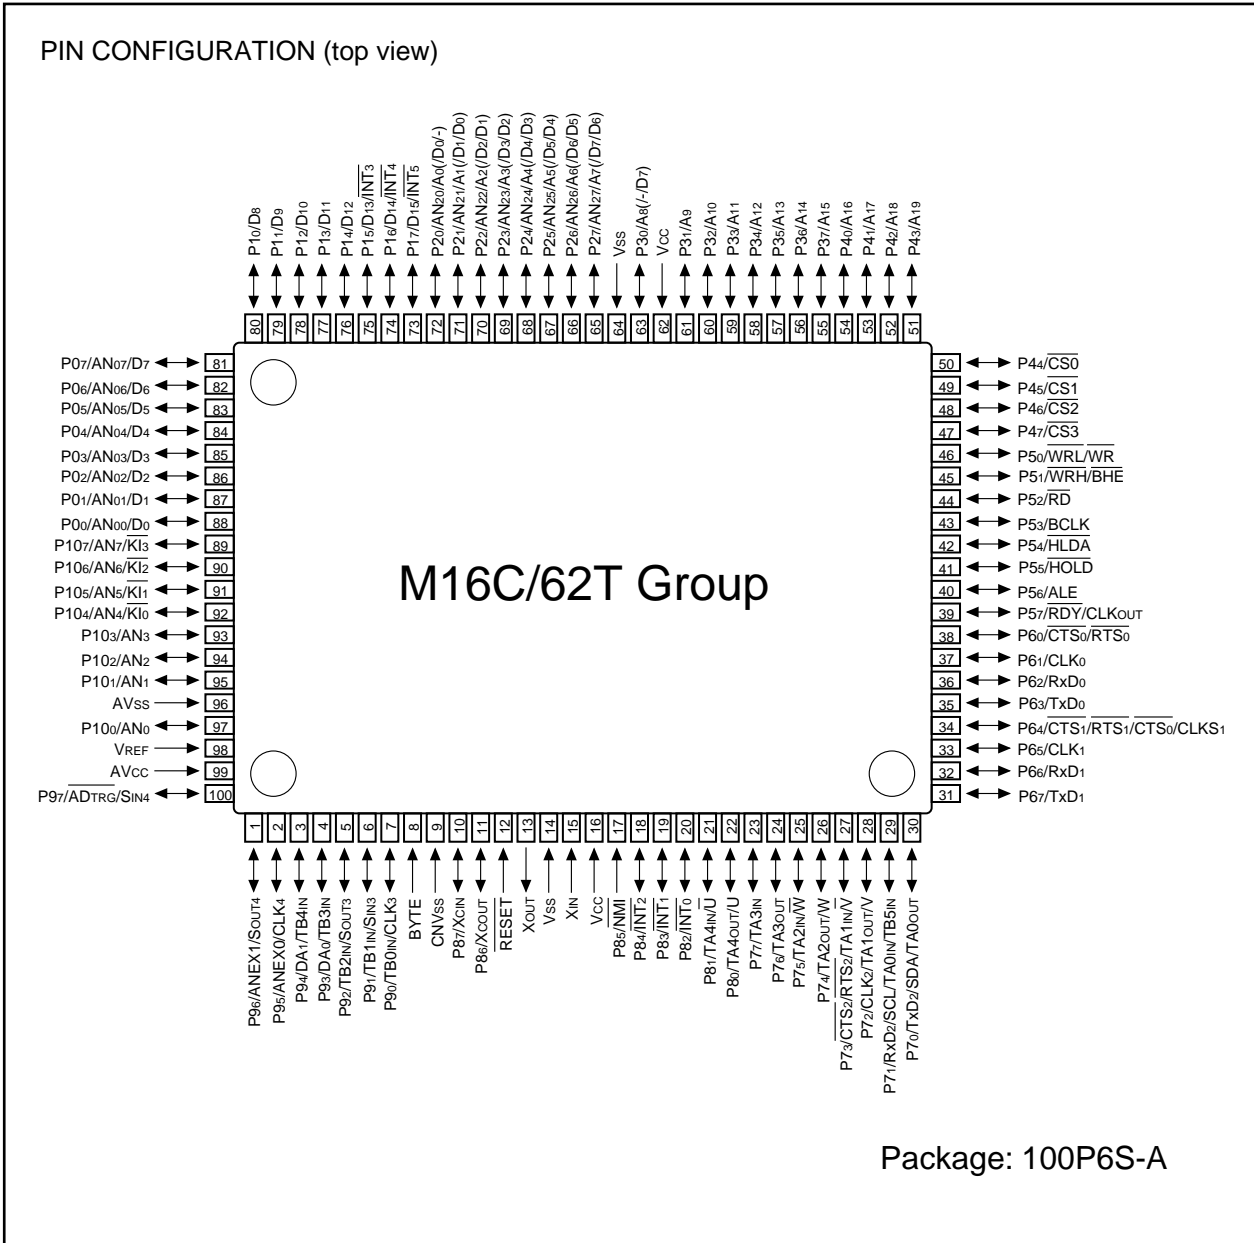 PIN CONFIGURATION (top view)
P10/D8
P11/D9
P12/D10
P13/D11
P14/D12
P15/D13/INT3
P16/D14/INT4
P17/D15/INT5
P20/AN20/A0(/D0/-)
P21/AN21/A1(/D1/D0)
P22/AN22/A2(/D2/D1)
P23/AN23/A3(/D3/D2)
P24/AN24/A4(/D4/D3)
P25/AN25/A5(/D5/D4)
P26/AN26/A6(/D6/D5)
P27/AN27/A7(/D7/D6)
Vss
P30/A8(/-/D7)
Vcc
P31/A9
P32/A10
P33/A11
P34/A12
P35/A13
P36/A14
P37/A15
P40/A16
P41/A17
P42/A18
P43/A19
80 79 78 77 76 75 74 73 72 71 70 69 68 67 66 65 64 63 62 61 60 59 58 57 56 55 54 53 52 51
P07/AN07/D7 81
P06/AN06/D6 82
P05/AN05/D5 83
P04/AN04/D4 84
P03/AN03/D3 85
P02/AN02/D2 86
P01/AN01/D1 87
P00/AN00/D0 88
P107/AN7/KI3 89
P106/AN6/KI2 90
P105/AN5/KI1 91
P104/AN4/KI0 92
P103/AN3 93
P102/AN2 94
P101/AN1 95
AVss 96
P100/AN0 97
VREF 98
AVcc 99
P97/ADTRG/SIN4 100
M16C/62T Group
50 P44/CS0
49 P45/CS1
48 P46/CS2
47 P47/CS3
46 P50/WRL/WR
45 P51/WRH/BHE
44 P52/RD
43 P53/BCLK
42 P54/HLDA
41 P55/HOLD
40 P56/ALE
39 P57/RDY/CLKOUT
38 P60/CTS0/RTS0
37 P61/CLK0
36 P62/RxD0
35 P63/TxD0
34 P64/CTS1/RTS1/CTS0/CLKS1
33 P65/CLK1
32 P66/RxD1
31 P67/TxD1
1 2 3 4 5 6 7 8 9 10 11 12 13 14 15 16 17 18 19 20 21 22 23 24 25 26 27 28 29 30
P96/ANEX1/SOUT4
P95/ANEX0/CLK4
P94/DA1/TB4IN
P93/DA0/TB3IN
P92/TB2IN/SOUT3
P91/TB1IN/SIN3
P90/TB0IN/CLK3
BYTE
CNVss
P87/XCIN
P86/XCOUT
RESET
XOUT
Vss
XIN
Vcc
P85/NMI
P84/INT2
P83/INT1
P82/INT0
P81/TA4IN/U
P80/TA4OUT/U
P77/TA3IN
P76/TA3OUT
P75/TA2IN/W
P74/TA2OUT/W
P73/CTS2/RTS2/TA1IN/V
P72/CLK2/TA1OUT/V
P71/RxD2/SCL/TA0IN/TB5IN
P70/TxD2/SDA/TA0OUT
Package: 100P6S-A